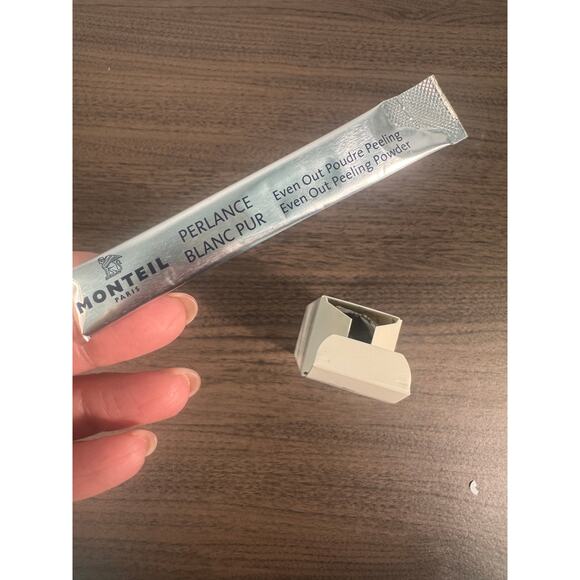 MONTEIL
PARIS
PERLANCE
BLANC PUR
Even Out Poudre Peeling
Even Out Peeling Powder